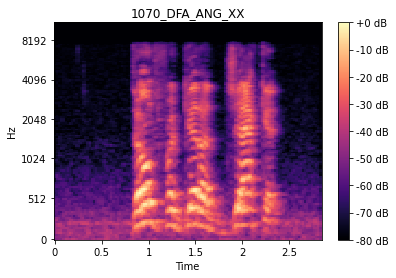 1070_DFA_ANG_XX
8192
4096
2048
1024
512
0
Hz
0
0.5
1
1.5
2
2.5
Time
+0 dB
-10 dB
-20 dB
-30 dB
-40 dB
-50 dB
-60 dB
-70 dB
-80 dB